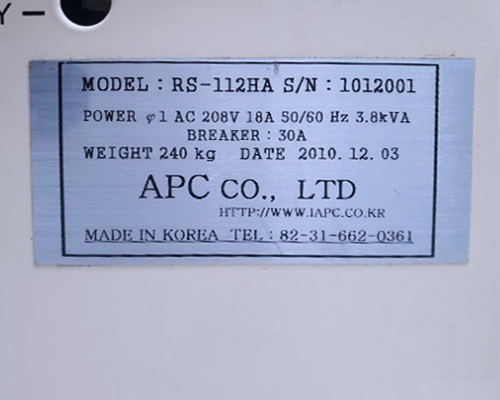 Y –
MODEL : RS-112HA S/N : 1012001
POWER φ1 AC 208V 18A 50/60 Hz 3.8kVA
BREAKER : 30A
WEIGHT 240 kg DATE 2010. 12. 03
APC CO., LTD
HTTP://WWW.IAPC.CO.KR
MADE IN KOREA TEL : 82-31-662-0361